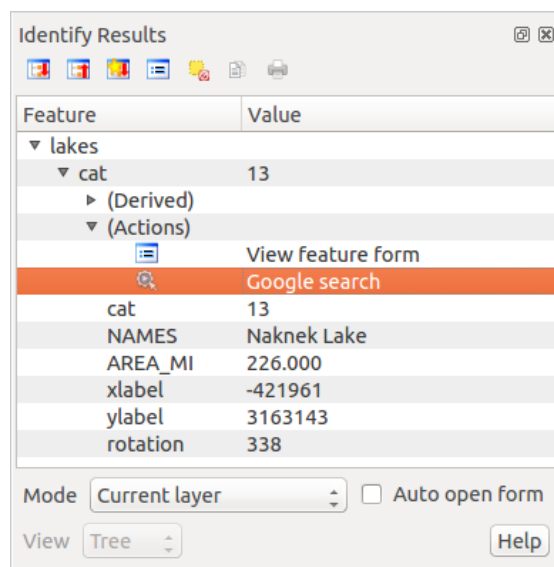 Identify Results
Feature Value
lakes
cat 13
(Derived)
(Actions)
View feature form
Google search
cat 13
NAMES Naknek Lake
AREA_MI 226.000
xlabel -421961
ylabel 3163143
rotation 338
Mode Current layer Auto open form
View Tree Help